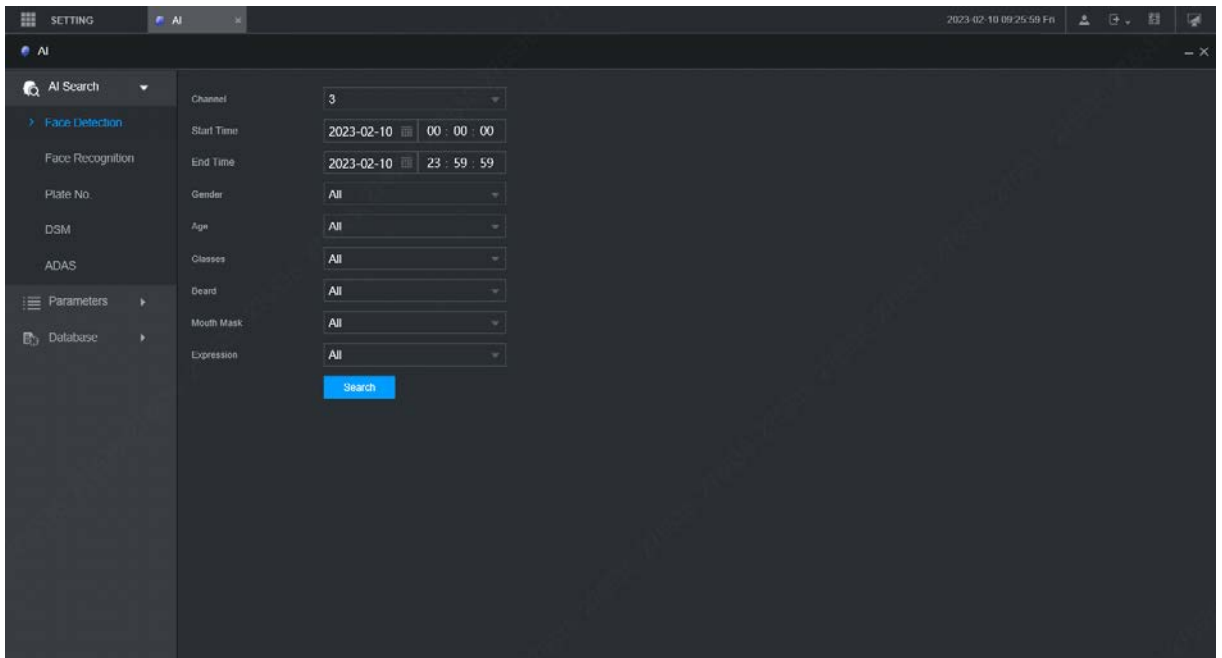 SETTING
AI
2023-02-10 09:25:59 Fri
AI
AI Search
Face Detection
Face Recognition
Plate No.
DSM
ADAS
Parameters
Database
Channel 3
Start Time 2023-02-10 00 : 00 : 00
End Time 2023-02-10 23 : 59 : 59
Gender All
Age All
Glasses All
Beard All
Mouth Mask All
Expression All
Search